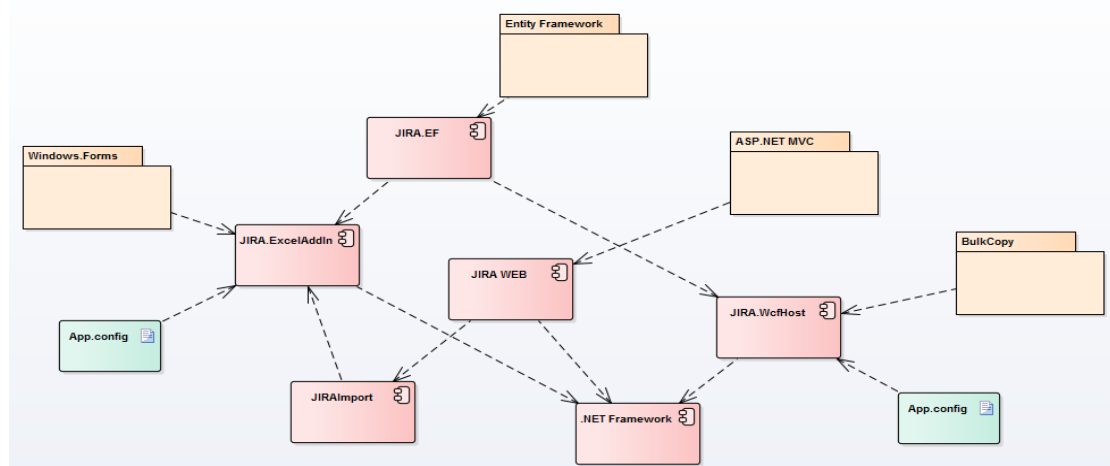 Entity Framework
JIRA.EF
ASP.NET MVC
Windows.Forms
JIRA.ExcelAddIn
BulkCopy
JIRA WEB
JIRA.WcfHost
App.config
JIRAImport
App.config
.NET Framework